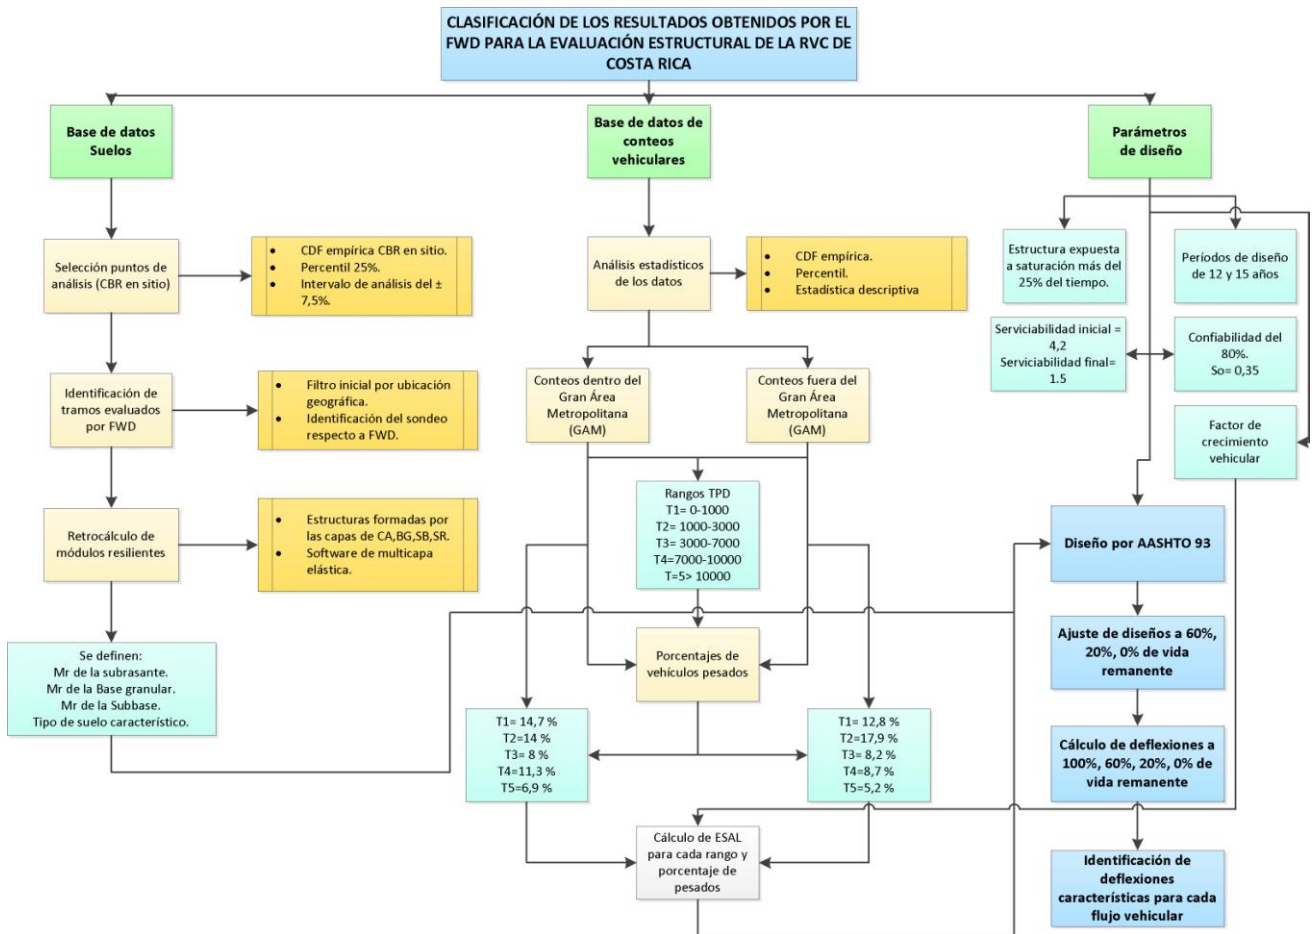 CLASIFICACIÓN DE LOS RESULTADOS OBTENIDOS POR EL
FWD PARA LA EVALUACIÓN ESTRUCTURAL DE LA RVC DE
COSTA RICA
Base de datos
Suelos
Selección puntos de
análisis (CBR en sitio)
• CDF empírica CBR en sitio.
• Percentil 25%.
• Intervalo de análisis del ±
7,5%.
Identificación de
tramos evaluados
por FWD
• Filtro inicial por ubicación
geográfica.
• Identificación del sondeo
respecto a FWD.
Retrocálculo de
módulos resilientes
• Estructuras formadas por
las capas de CA,BG,SB,SR.
• Software de multicapa
elástica.
Se definen:
Mr de la subrasante.
Mr de la Base granular.
Mr de la Subbase.
Tipo de suelo característico.
Base de datos de
conteos
vehiculares
Análisis estadísticos
de los datos
• CDF empírica.
• Percentil.
• Estadística descriptiva
Conteos dentro del
Gran Área
Metropolitana
(GAM)
Conteos fuera del
Gran Área
Metropolitana
(GAM)
Rangos TPD
T1= 0-1000
T2= 1000-3000
T3= 3000-7000
T4=7000-10000
T=5> 10000
Porcentajes de
vehículos pesados
T1= 14,7 %
T2=14 %
T3= 8 %
T4=11,3 %
T5=6,9 %
T1= 12,8 %
T2=17,9 %
T3= 8,2 %
T4=8,7 %
T5=5,2 %
Cálculo de ESAL
para cada rango y
porcentaje de
pesados
Parámetros
de diseño
Estructura expuesta
a saturación más del
25% del tiempo.
Períodos de diseño
de 12 y 15 años
Serviciabilidad inicial =
4,2
Serviciabilidad final=
1.5
Confiabilidad del
80%.
So= 0,35
Factor de
crecimiento
vehicular
Diseño por AASHTO 93
Ajuste de diseños a 60%,
20%, 0% de vida
remanente
Cálculo de deflexiones a
100%, 60%, 20%, 0% de
vida remanente
Identificación de
deflexiones
características para cada
flujo vehicular